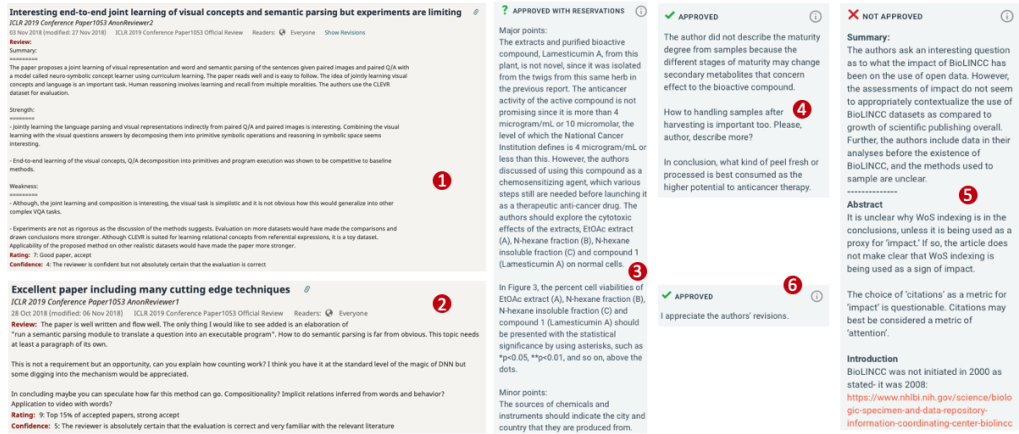 Interesting end-to-end joint learning of visual concepts and semantic parsing but experiments are limiting
ICLR 2019 Conference Paper1053 AnonReviewer2
03 Nov 2018 (modified: 27 Nov 2018) ICLR 2019 Conference Paper1053 Official Review Readers: Everyone Show Revisions
Review:
Summary:
=========
The paper proposes a joint learning of visual representation and word and semantic parsing of the sentences given paired images and paired Q/A with
a model called neuro-symbolic concept learner using curriculum learning. The paper reads well and is easy to follow. The idea of jointly learning visual
concepts and language is an important task. Human reasoning involves learning and recall from multiple moralities. The authors use the CLEVR
dataset for evaluation.
Strength:
=========
- Jointly learning the language parsing and visual representations indirectly from paired Q/A and paired images is interesting. Combining the visual
learning with the visual questions answers by decomposing them into primitive symbolic operations and reasoning in symbolic space seems
interesting.
- End-to-end learning of the visual concepts, Q/A decomposition into primitives and program execution was shown to be competitive to baseline
methods.
Weakness:
=========
- Although, the joint learning and composition is interesting, the visual task is simplistic and it is not obvious how this would generalize into other
complex VQA tasks.
- Experiments are not as rigorous as the discussion of the methods suggests. Evaluation on more datasets would have made the comparisons and
drawn conclusions more stronger. Although CLEVR is suited for learning relational concepts from referential expressions, it is a toy dataset.
Applicability of the proposed method on other realistic datasets would have made the paper more stronger.
Rating: 7: Good paper, accept
Confidence: 4: The reviewer is confident but not absolutely certain that the evaluation is correct
1
Excellent paper including many cutting edge techniques
ICLR 2019 Conference Paper1053 AnonReviewer1
28 Oct 2018 (modified: 06 Nov 2018) ICLR 2019 Conference Paper1053 Official Review Readers: Everyone
Review: The paper is well written and flow well. The only thing I would like to see added is an elaboration of
"run a semantic parsing module to translate a question into an executable program". How to do semantic parsing is far from obvious. This topic needs
at least a paragraph of its own.
This is not a requirement but an opportunity, can you explain how counting work? I think you have it at the standard level of the magic of DNN but
some digging into the mechanism would be appreciated.
In concluding maybe you can speculate how far this method can go. Compositionality? Implicit relations inferred from words and behavior?
Application to video with words?
Rating: 9: Top 15% of accepted papers, strong accept
Confidence: 5: The reviewer is absolutely certain that the evaluation is correct and very familiar with the relevant literature
2
? APPROVED WITH RESERVATIONS
Major points:
The extracts and purified bioactive
compound, Lamesticumin A, from this
plant, is not novel, since it was isolated
from the twigs from this same herb in
the previous report. The anticancer
activity of the active compound is not
promising since it is more than 4
microgram/mL or 10 micromolar, the
level of which the National Cancer
Institution defines is 4 microgram/mL or
less than this. However, the authors
discussed of using this compound as a
chemosensitizing agent, which various
steps still are needed before launching it
as a therapeutic anti-cancer drug. The
authors should explore the cytotoxic
effects of the extracts, EtOAc extract
(A), N-hexane fraction (B), N-hexane
insoluble fraction (C) and compound 1
(Lamesticumin A) on normal cells.
3
In Figure 3, the percent cell viabilities of
EtOAc extract (A), N-hexane fraction (B),
N-hexane insoluble fraction (C) and
compound 1 (Lamesticumin A) should
be presented with the statistical
significance by using asterisks, such as
*p<0.05, **p<0.01, and so on, above the
dots.
Minor points:
The sources of chemicals and
instruments should indicate the city and
country that they are produced from.
APPROVED
The author did not describe the maturity
degree from samples because the
different stages of maturity may change
secondary metabolites that concern
effect to the bioactive compound.
How to handling samples after
harvesting is important too. Please,
author, describe more?
4
In conclusion, what kind of peel fresh or
processed is best consumed as the
higher potential to anticancer therapy.
6
APPROVED
I appreciate the authors' revisions.
NOT APPROVED
Summary:
The authors ask an interesting question
as to what the impact of BioLINCC has
been on the use of open data. However,
the assessments of impact do not seem
to appropriately contextualize the use of
BioLINCC datasets as compared to
growth of scientific publishing overall.
Further, the authors include data in their
analyses before the existence of
BioLINCC, and the methods used to
sample are unclear.
--------------
5
Abstract
It is unclear why WoS indexing is in the
conclusions, unless it is being used as a
proxy for 'impact.' If so, the article does
not make clear that WoS indexing is
being used as a sign of impact.
The choice of 'citations' as a metric for
'impact' is questionable. Citations may
best be considered a metric of
'attention'.
Introduction
BioLINCC was not initiated in 2000 as
stated- it was 2008:
https://www.nhlbi.nih.gov/science/biolo
gic-specimen-and-data-repository-
information-coordinating-center-biolincc